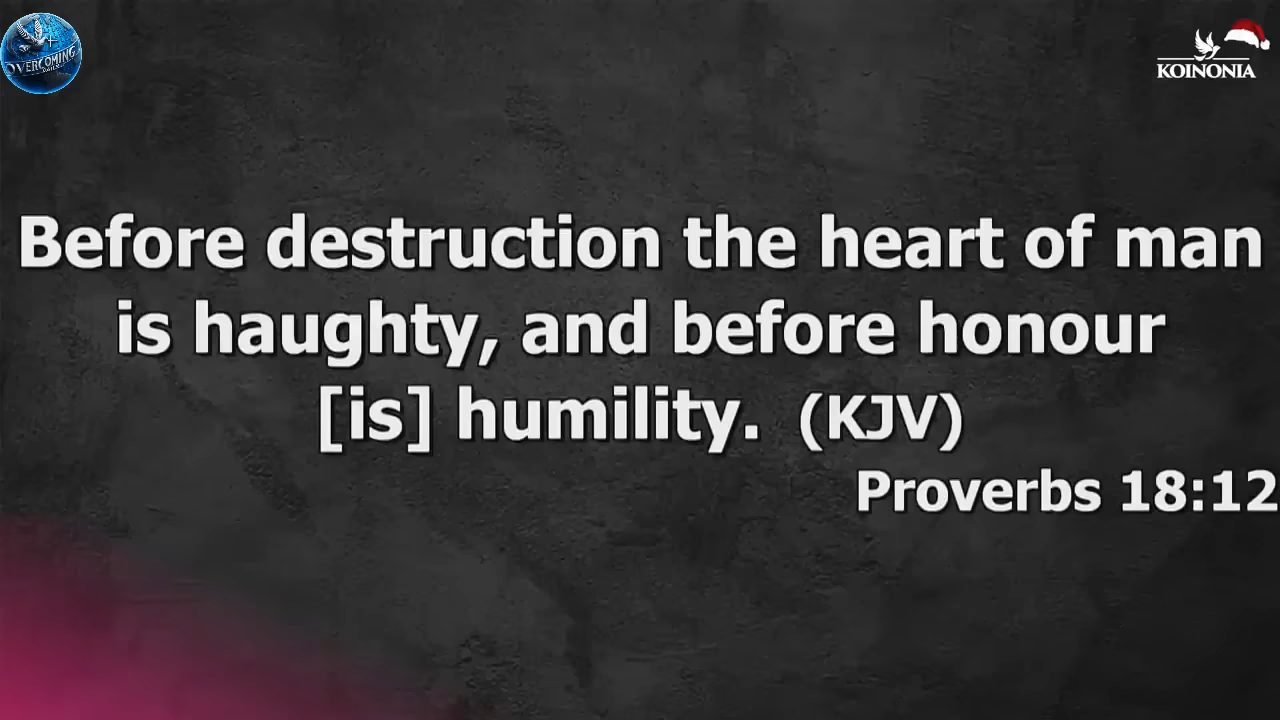 OVERCOMING
KOINONIA
Before destruction the heart of man
is haughty, and before honour
[is] humility. (KJV)
Proverbs 18:12